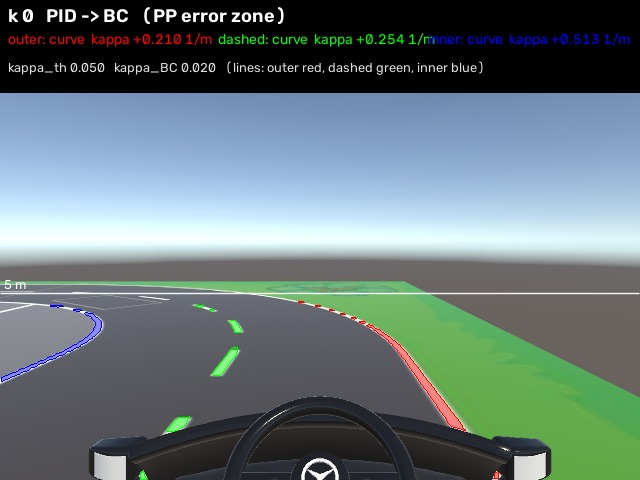 k 0 PID -> BC (PP error zone)
outer: curve kappa +0.210 1/m dashed: curve kappa +0.254 1/m inner: curve kappa +0.513 1/m
kappa_th 0.050 kappa_BC 0.020 (lines: outer red, dashed green, inner blue)
5 m